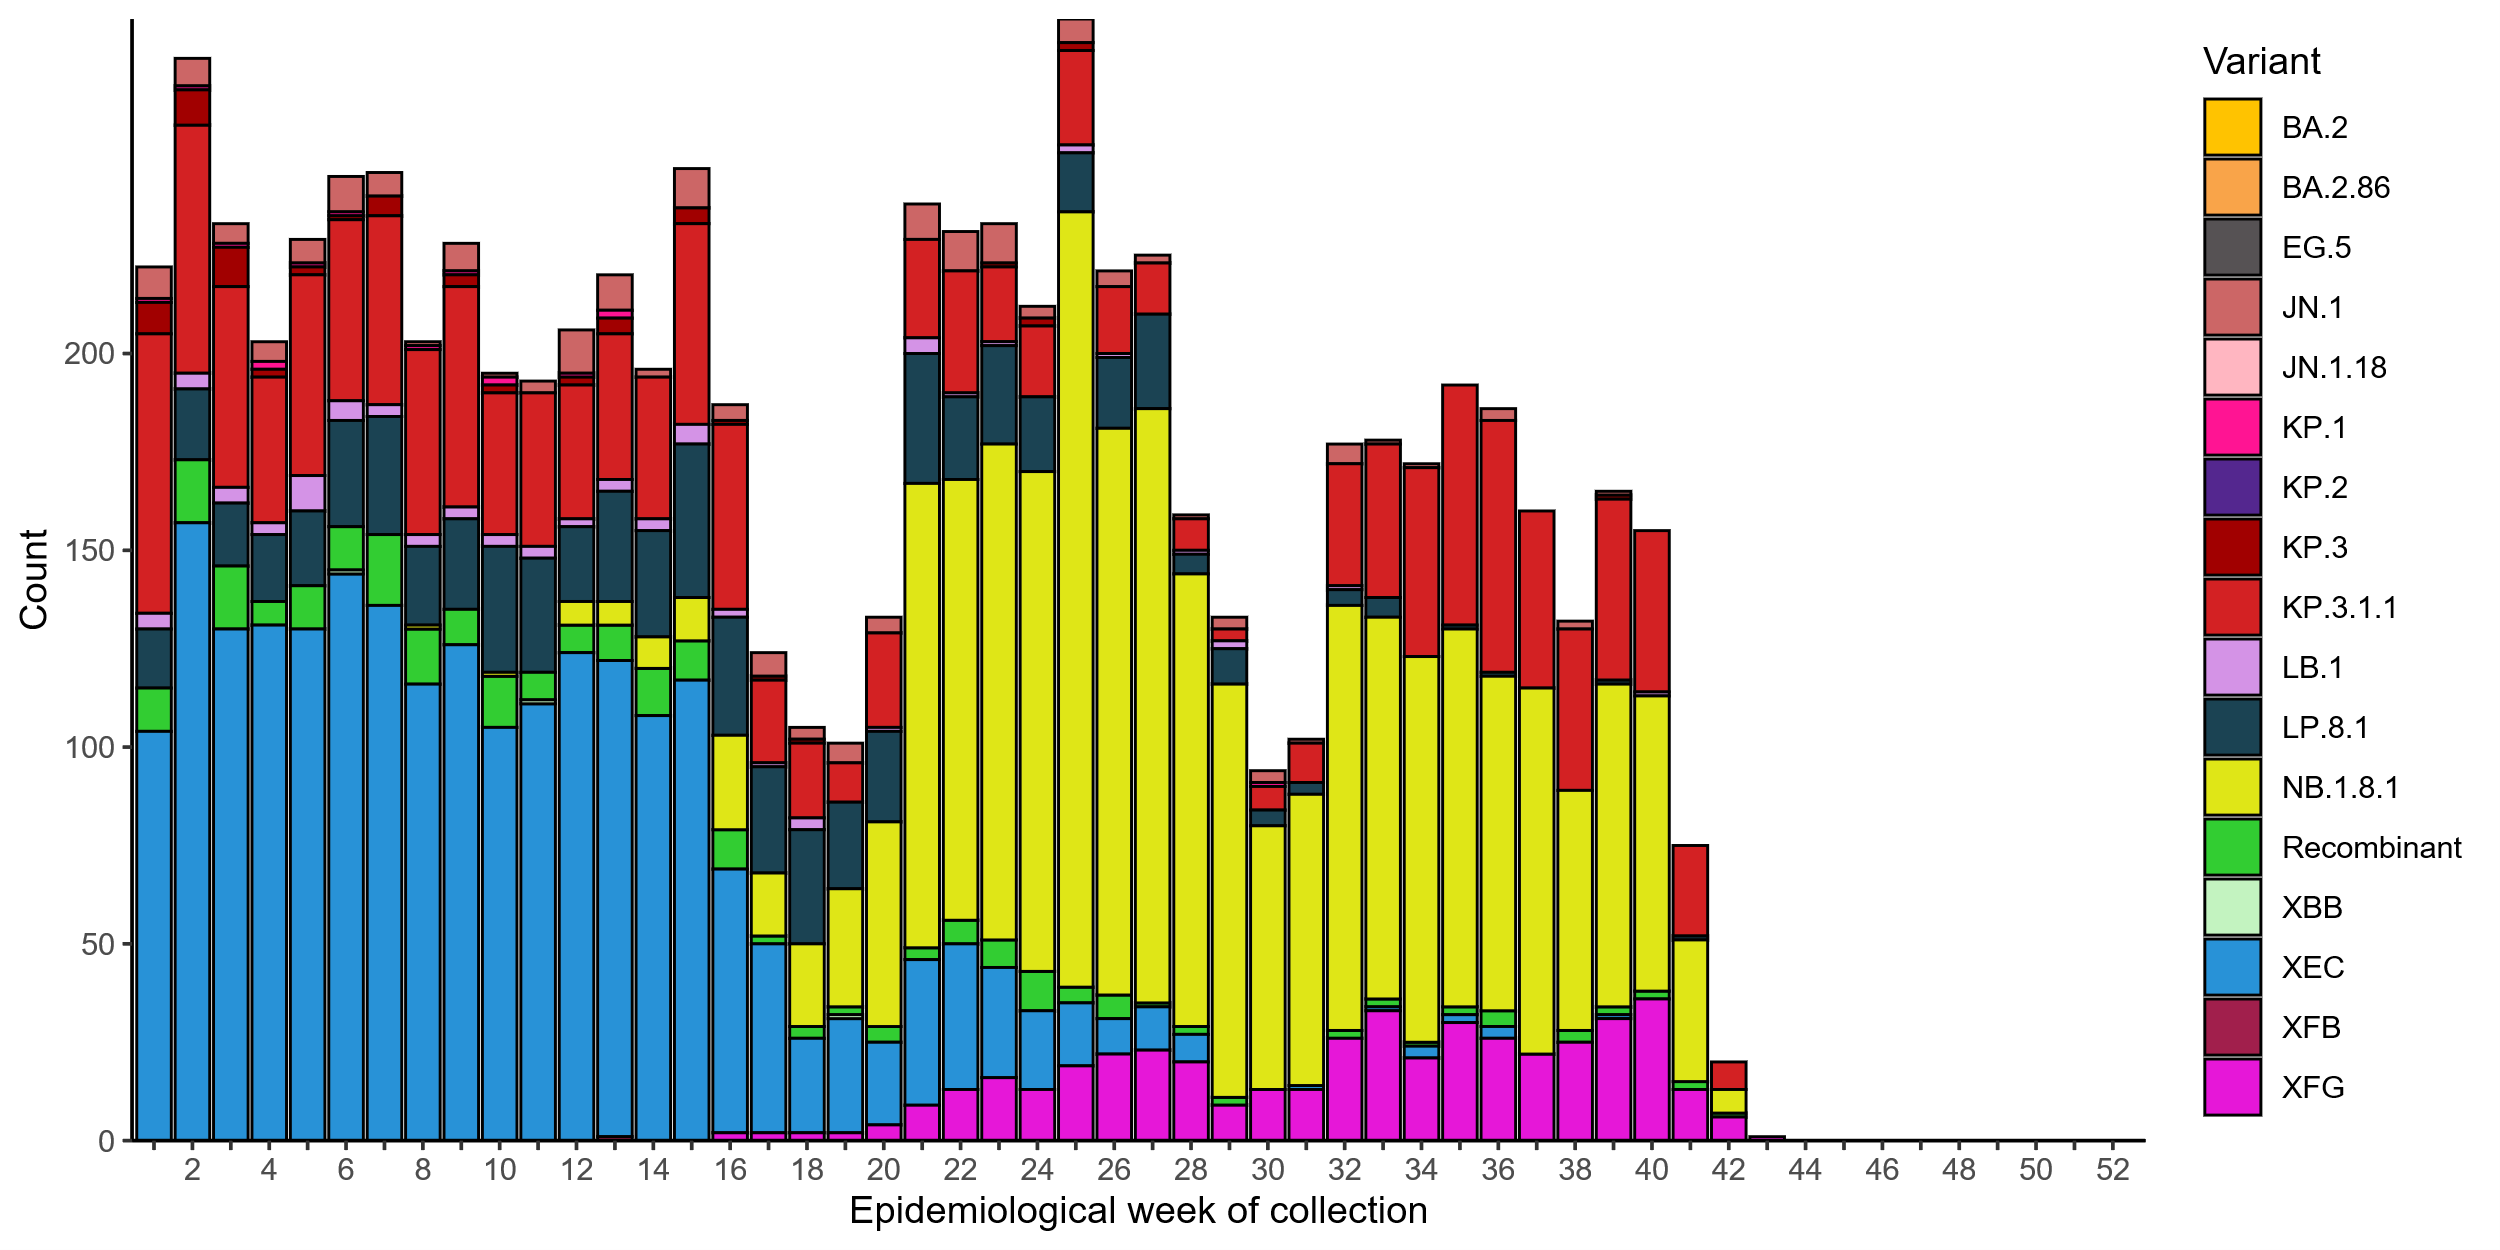 Variant
BA.2
BA.2.86
EG.5
JN.1
JN.1.18
KP.1
KP.2
KP.3
KP.3.1.1
LB.1
LP.8.1
NB.1.8.1
Recombinant
XBB
XEC
XFB
XFG
Count
200
150
100
50
0
2 4 6 8 10 12 14 16 18 20 22 24 26 28 30 32 34 36 38 40 42 44 46 48 50 52
Epidemiological week of collection